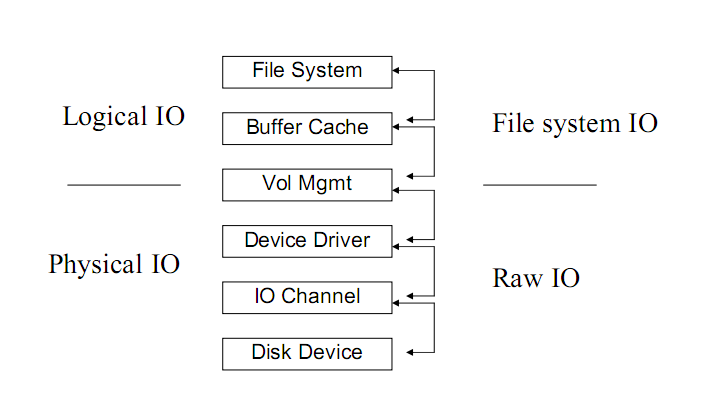 File System
Logical IO
Buffer Cache
File system IO
Vol Mgmt
Device Driver
Physical IO
Raw IO
IO Channel
Disk Device